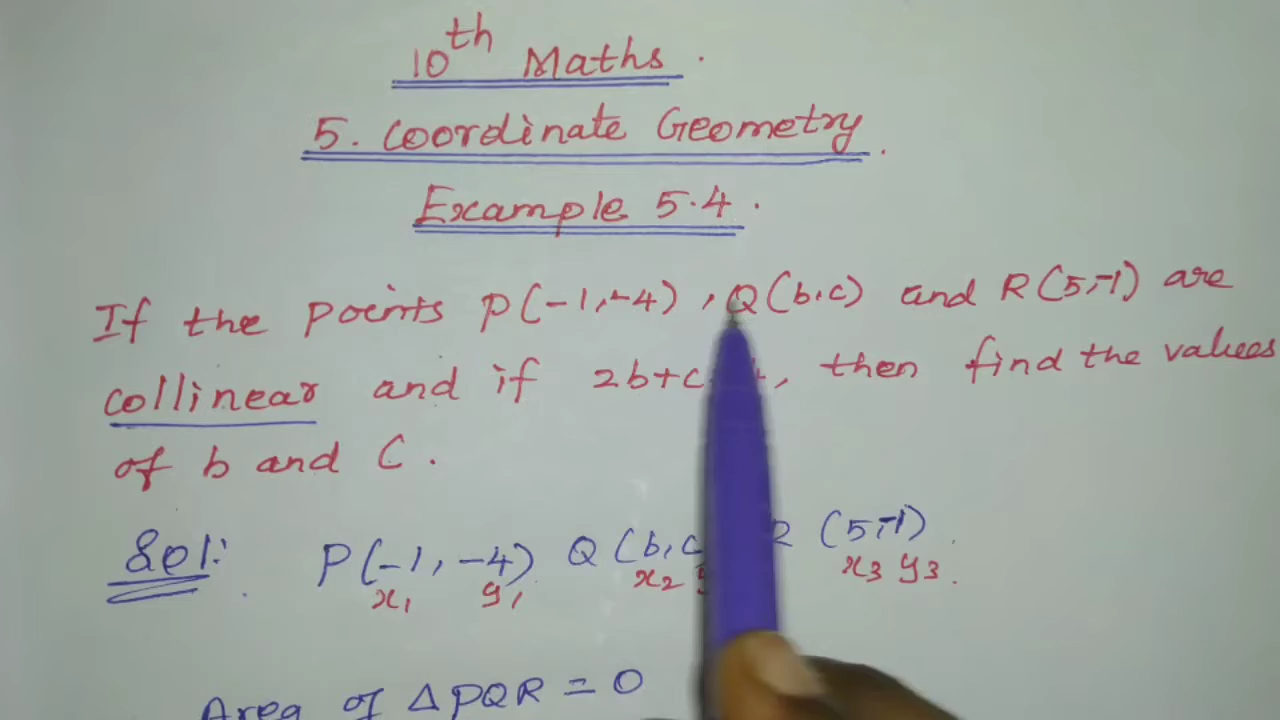 10th Maths.
5. Coordinate Geometry.
Example 5.4.
If the points P(-1,-4), Q(b,c) and R(5,-1) are
collinear and if 2b+c , then find the values
of b and C.
Sol: P(-1,-4) Q(b,c R (5,-1).
x1 y1 x2 x3 y3.
Area of ΔPQR = 0